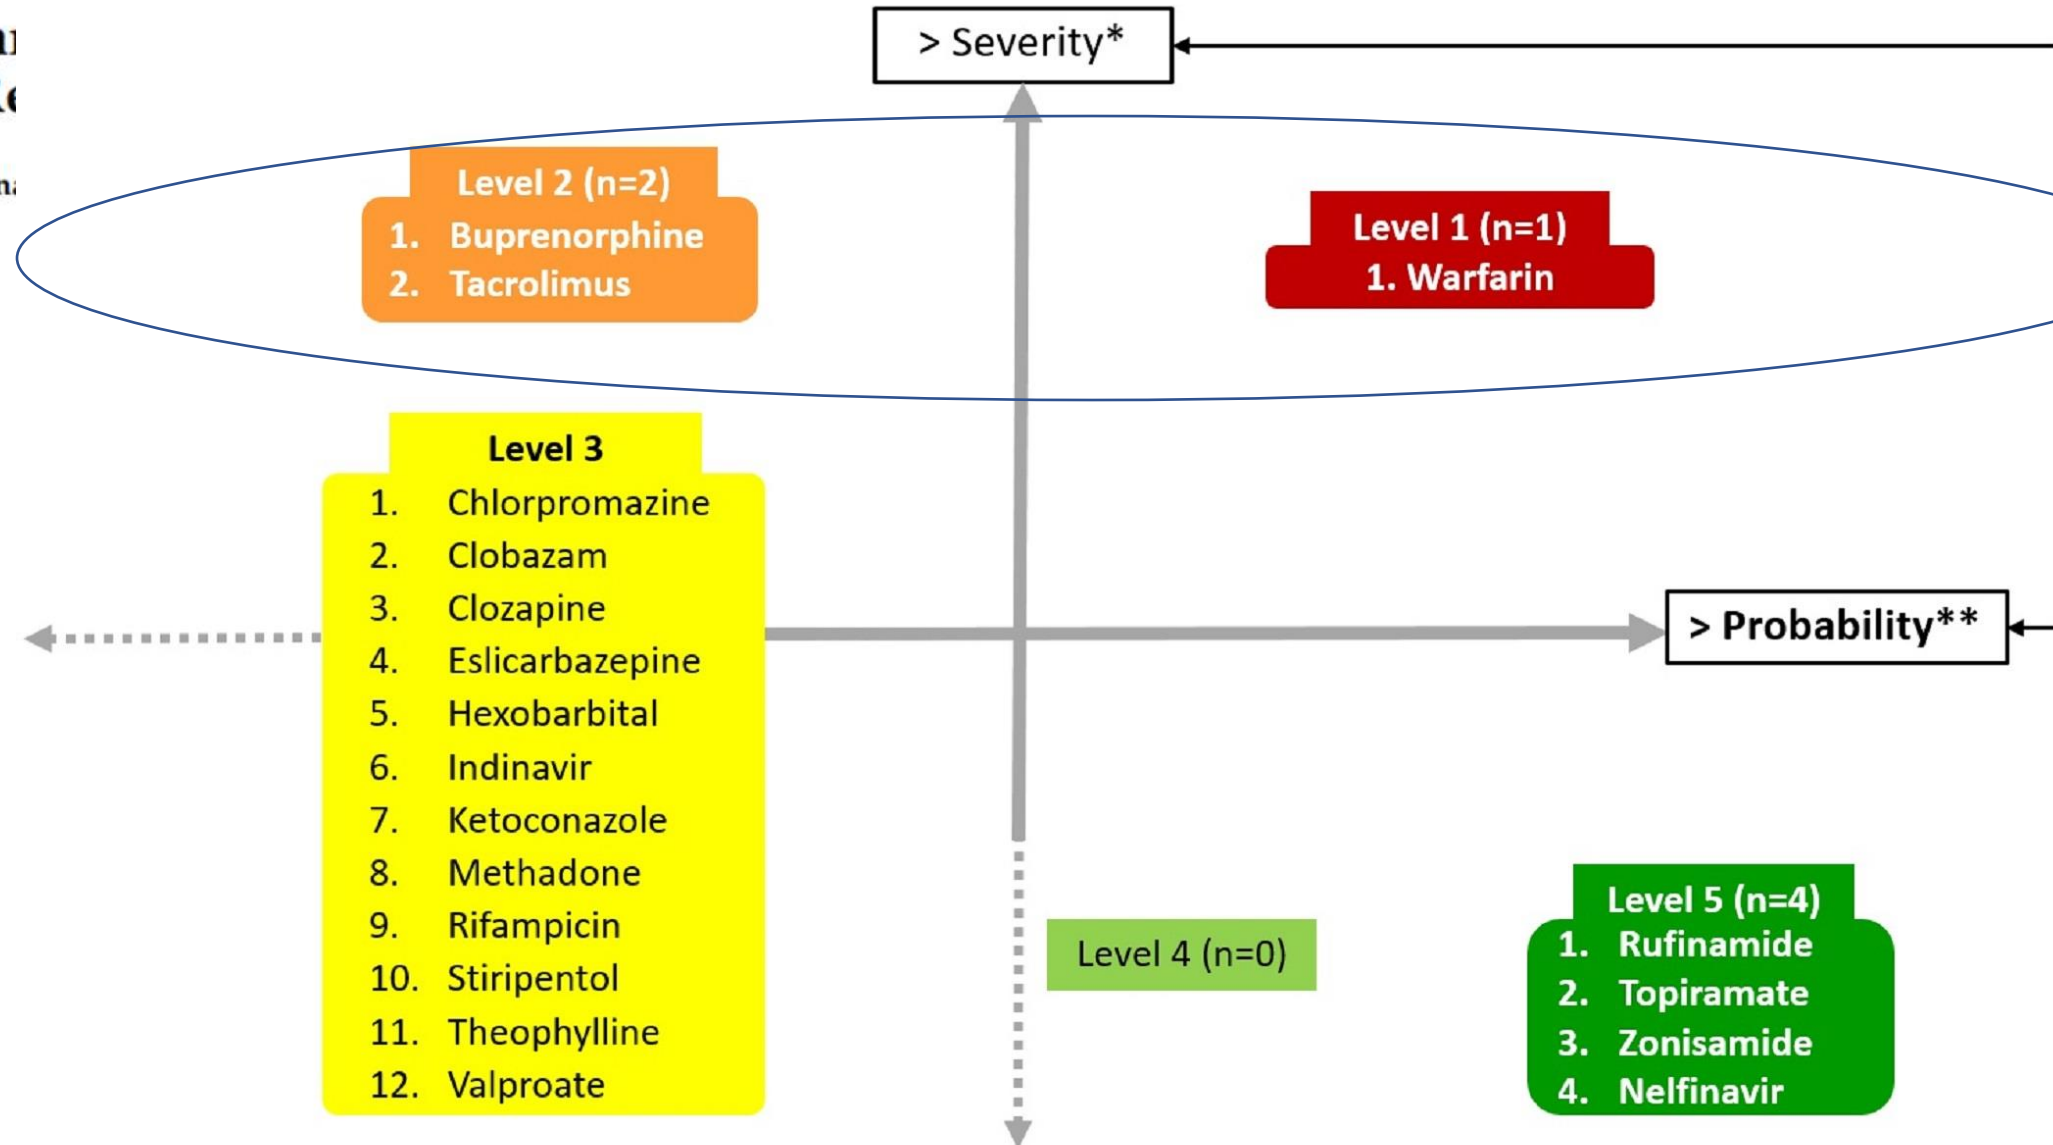 > Severity*
Level 2 (n=2)
1. Buprenorphine
2. Tacrolimus
Level 1 (n=1)
1. Warfarin
Level 3
1. Chlorpromazine
2. Clobazam
3. Clozapine
4. Eslicarbazepine
5. Hexobarbital
6. Indinavir
7. Ketoconazole
8. Methadone
9. Rifampicin
10. Stiripentol
11. Theophylline
12. Valproate
> Probability**
Level 4 (n=0)
Level 5 (n=4)
1. Rufinamide
2. Topiramate
3. Zonisamide
4. Nelfinavir